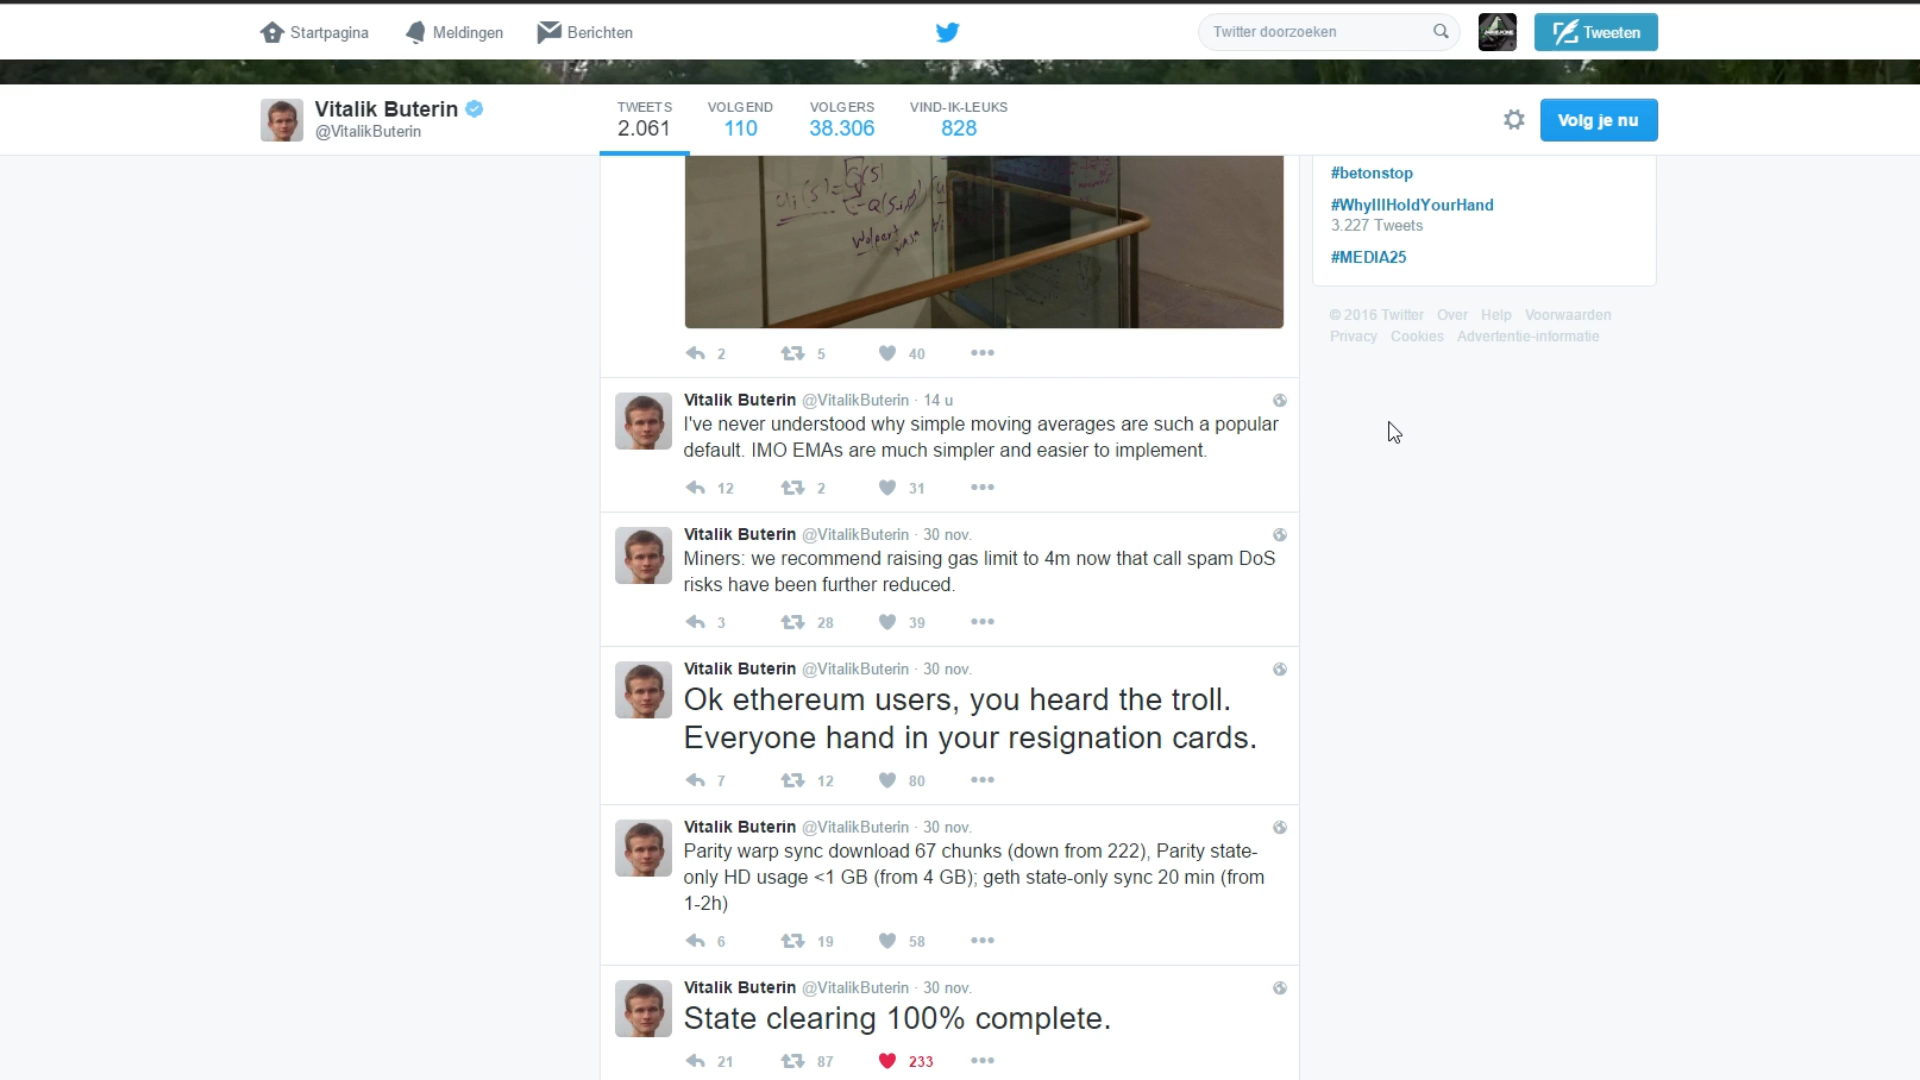 Startpagina Meldingen Berichten Twitter doorzoeken Tweeten
Vitalik Buterin
@VitalikButerin
TWEETS VOLGEND VOLGERS VIND-IK-LEUKS
2.061 110 38.306 828
Volg je nu
2 5 40
Vitalik Buterin @VitalikButerin · 14 u
I've never understood why simple moving averages are such a popular
default. IMO EMAs are much simpler and easier to implement.
12 2 31
Vitalik Buterin @VitalikButerin · 30 nov.
Miners: we recommend raising gas limit to 4m now that call spam DoS
risks have been further reduced.
3 28 39
Vitalik Buterin @VitalikButerin · 30 nov.
Ok ethereum users, you heard the troll.
Everyone hand in your resignation cards.
7 12 80
Vitalik Buterin @VitalikButerin · 30 nov.
Parity warp sync download 67 chunks (down from 222), Parity state-
only HD usage <1 GB (from 4 GB); geth state-only sync 20 min (from
1-2h)
6 19 58
Vitalik Buterin @VitalikButerin · 30 nov.
State clearing 100% complete.
21 87 233
#betonstop
#WhyIllHoldYourHand
3.227 Tweets
#MEDIA25
© 2016 Twitter Over Help Voorwaarden
Privacy Cookies Advertentie-informatie